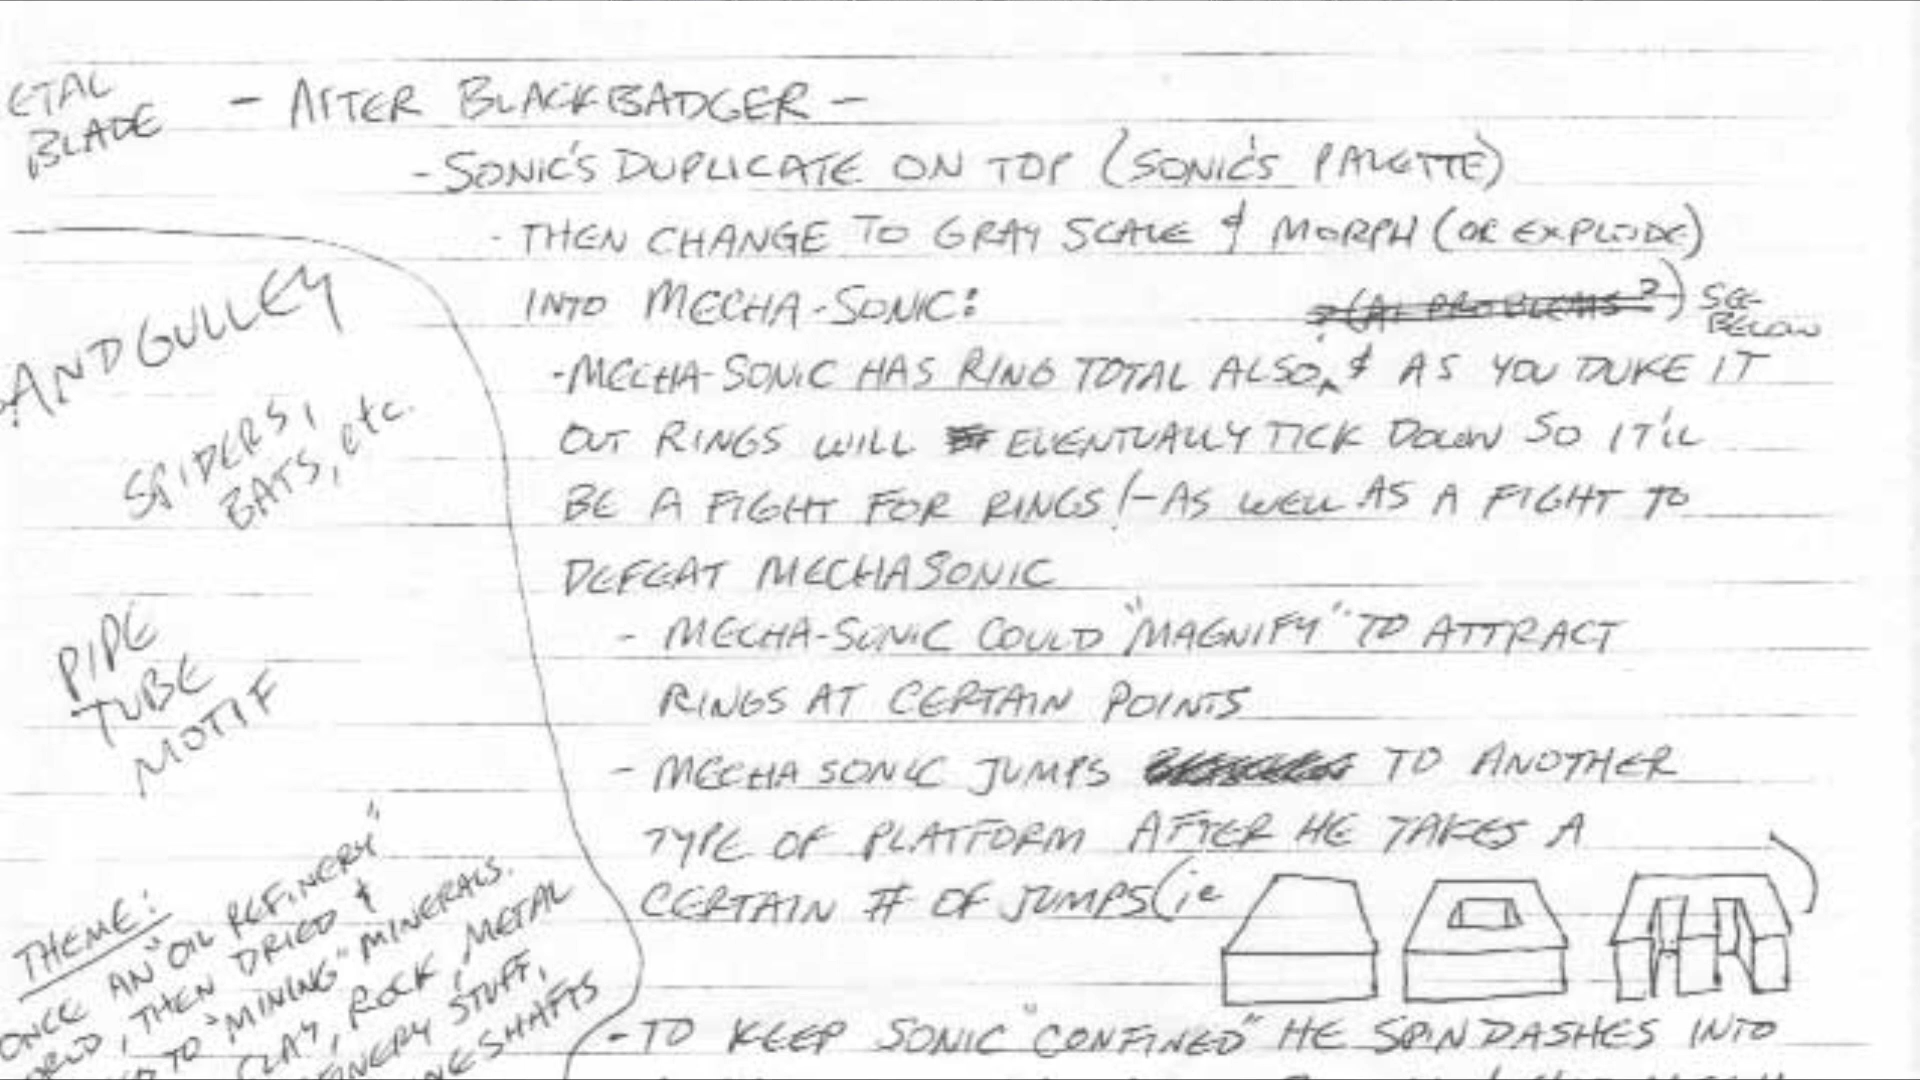 ETAL
BLADE
- AFTER BLACKBADGER -
- SONIC'S DUPLICATE ON TOP (SONIC'S PALETTE)
- THEN CHANGE TO GRAY SCALE & MORPH (OR EXPLODE)
INTO MECHA-SONIC: ? (AI PROBLEMS?) SEE
BELOW
- MECHA-SONIC HAS RING TOTAL ALSO, & AS YOU DUKE IT
OUT RINGS WILL EVENTUALLY TICK DOWN SO IT'LL
BE A FIGHT FOR RINGS! - AS WELL AS A FIGHT TO
DEFEAT MECHASONIC
- MECHA-SONIC COULD "MAGNIFY" TO ATTRACT
RINGS AT CERTAIN POINTS
- MECHA SONIC JUMPS TO ANOTHER
TYPE OF PLATFORM AFTER HE TAKES A
CERTAIN # OF JUMPS (ie
- TO KEEP SONIC "CONFINED" HE SPINDASHES INTO
ANDGULLEY
SPIDERS,
BATS, etc.
PIPE
TUBE
MOTIF
THEME:
ONCE AN "OIL REFINERY"
, THEN DRIED &
TO "MINING" MINERALS.
CLAY, ROCK, METAL
FINERY STUFF,
NESHAFTS